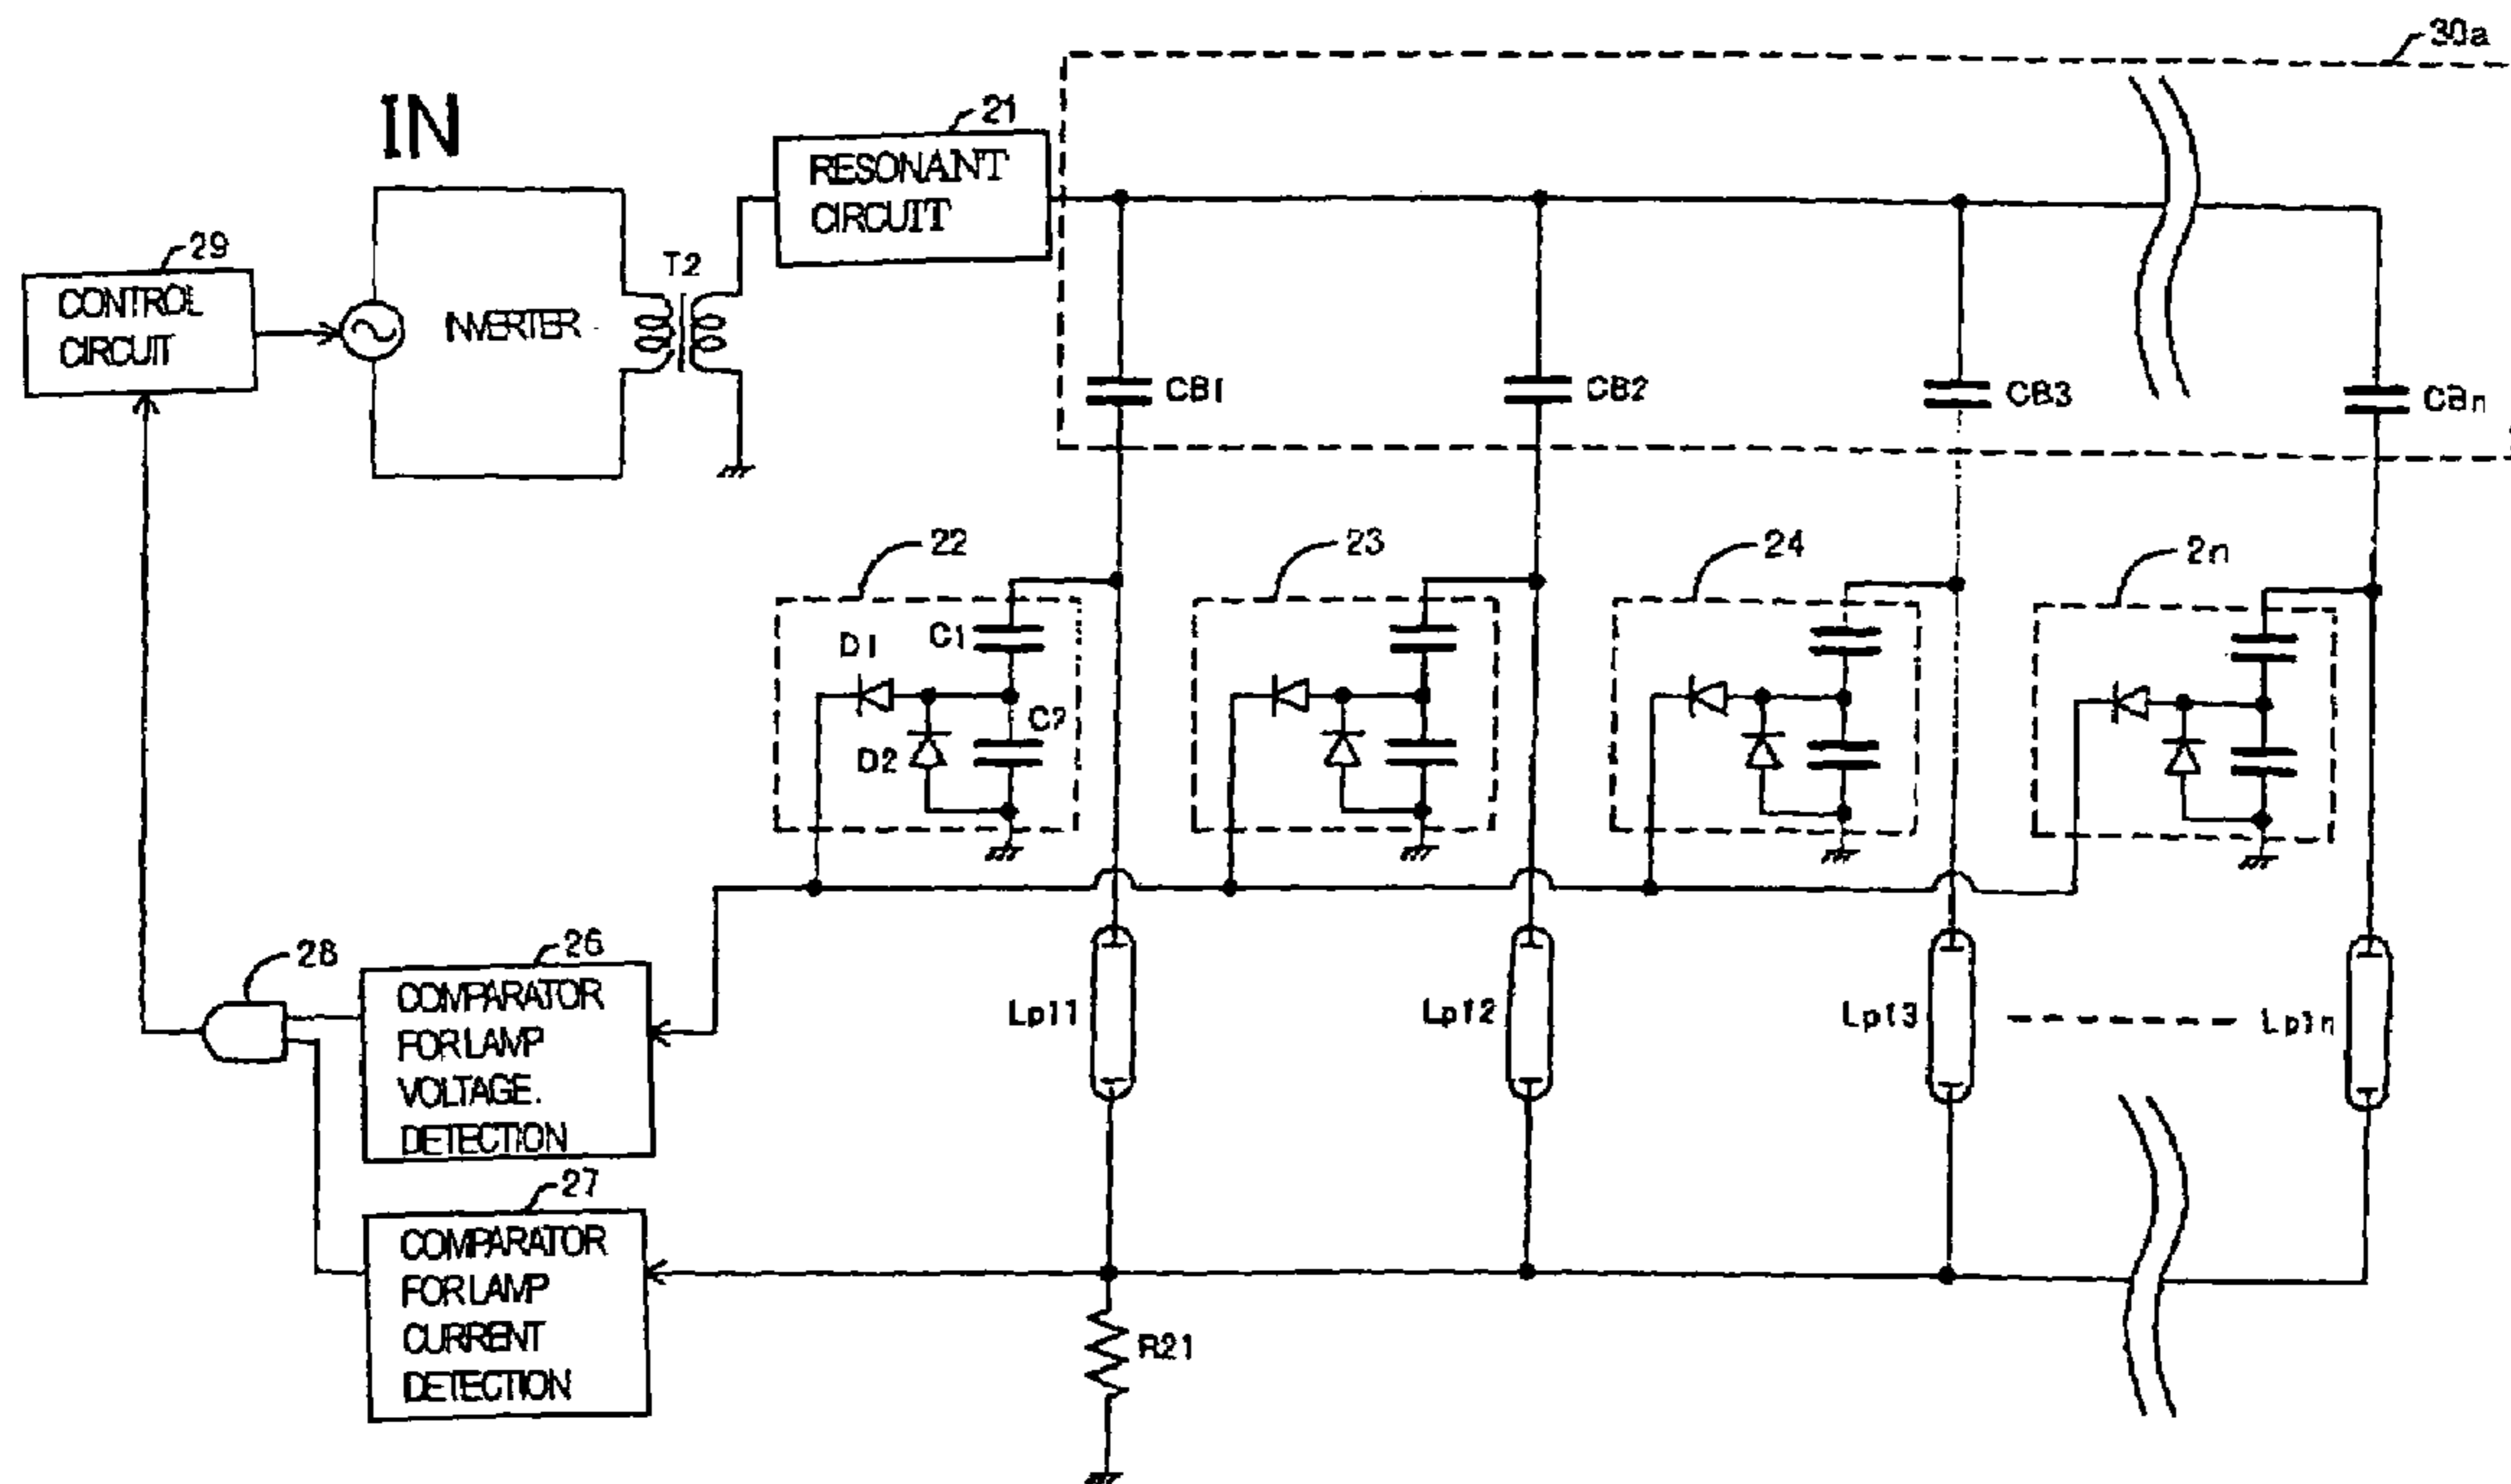 30a
IN
21
RESONANT
CIRCUIT
29
T2
CONTROL
CIRCUIT
INVERTER
CB1
CB2
CB3
CBn
22
23
24
2n
D1
C1
C2
D2
28
26
COMPARATOR
FOR LAMP
VOLTAGE.
DETECTION
Lp11
Lp12
Lp13
Lp1n
27
COMPARATOR
FOR LAMP
CURRENT
DETECTION
R21